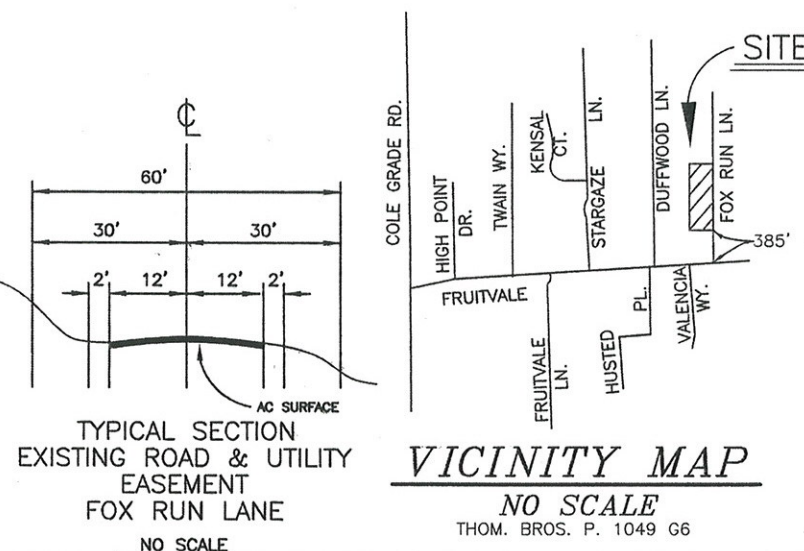 ℄
60'
30' 30'
2' 12' 12' 2'
AC SURFACE
TYPICAL SECTION
EXISTING ROAD & UTILITY
EASEMENT
FOX RUN LANE
NO SCALE
SITE
COLE GRADE RD.
HIGH POINT
DR.
TWAIN WY.
KENSAL
CT.
STARGAZE LN.
DUFFWOOD LN.
FOX RUN LN.
385'
FRUITVALE
FRUITVALE
LN.
HUSTED
PL.
VALENCIA
WY.
VICINITY MAP
NO SCALE
THOM. BROS. P. 1049 G6